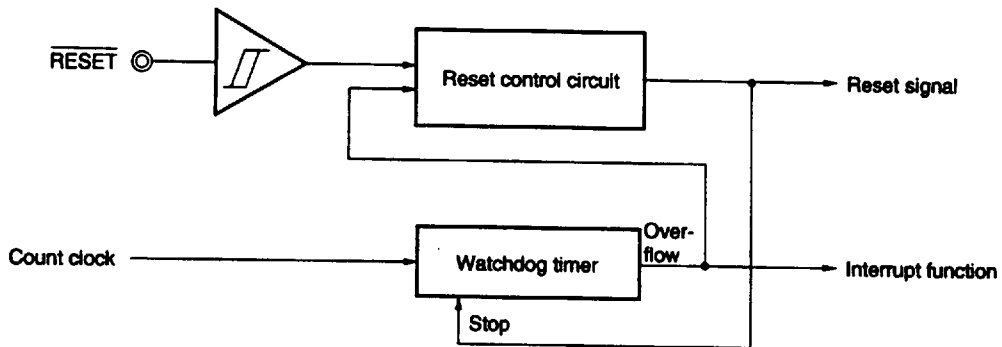 RESET
Reset control circuit
Reset signal
Over-
flow
Count clock
Watchdog timer
Interrupt function
Stop